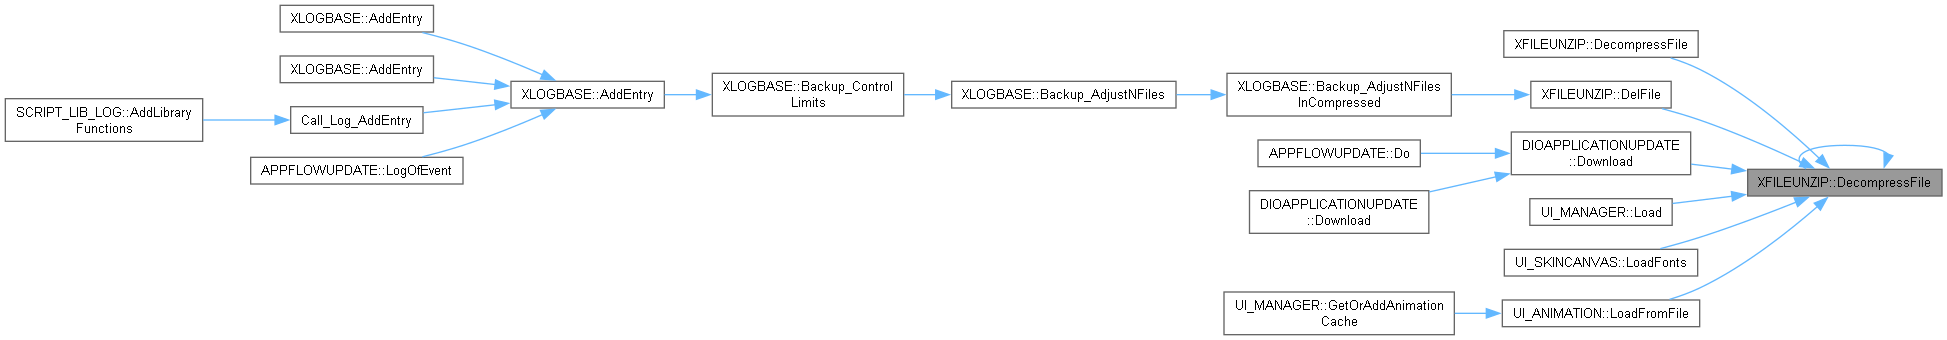 XLOGBASE::AddEntry
XLOGBASE::AddEntry
SCRIPT_LIB_LOG::AddLibrary
Functions
Call_Log_AddEntry
APPFLOWUPDATE::LogOfEvent
XLOGBASE::AddEntry
XLOGBASE::Backup_Control
Limits
XLOGBASE::Backup_AdjustNFiles
XLOGBASE::Backup_AdjustNFiles
InCompressed
XFILEUNZIP::DecompressFile
XFILEUNZIP::DelFile
APPFLOWUPDATE::Do
DIOAPPLICATIONUPDATE
::Download
DIOAPPLICATIONUPDATE
::Download
XFILEUNZIP::DecompressFile
UI_MANAGER::Load
UI_SKINCANVAS::LoadFonts
UI_MANAGER::GetOrAddAnimation
Cache
UI_ANIMATION::LoadFromFile